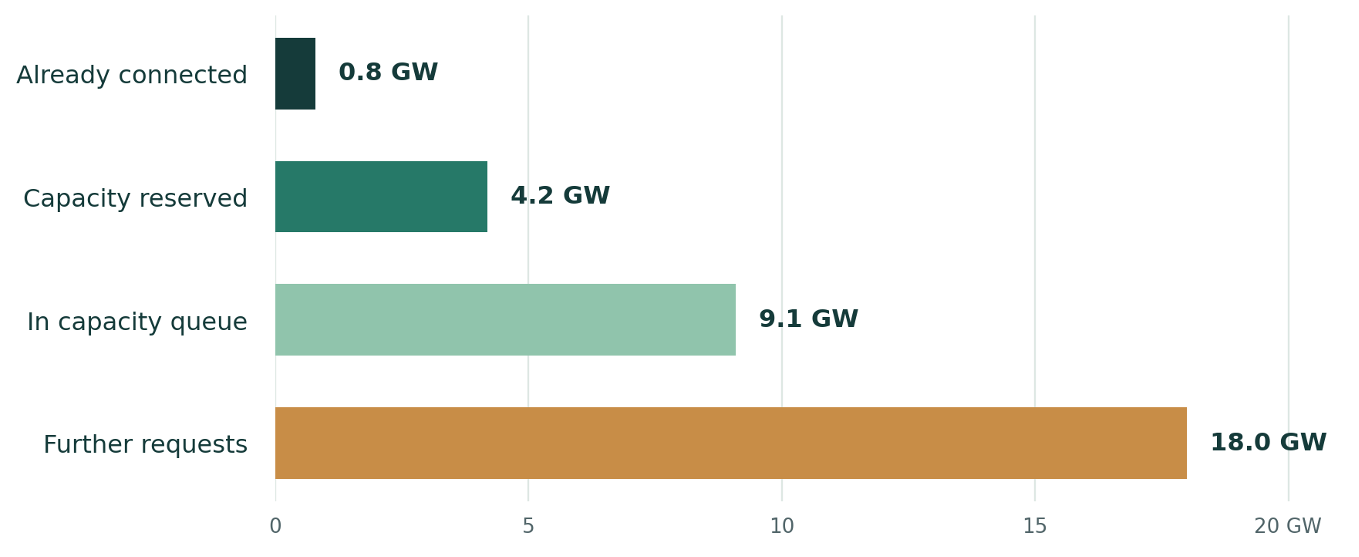 Already connected
0.8 GW
Capacity reserved
4.2 GW
In capacity queue
9.1 GW
Further requests
18.0 GW
0 5 10 15 20 GW